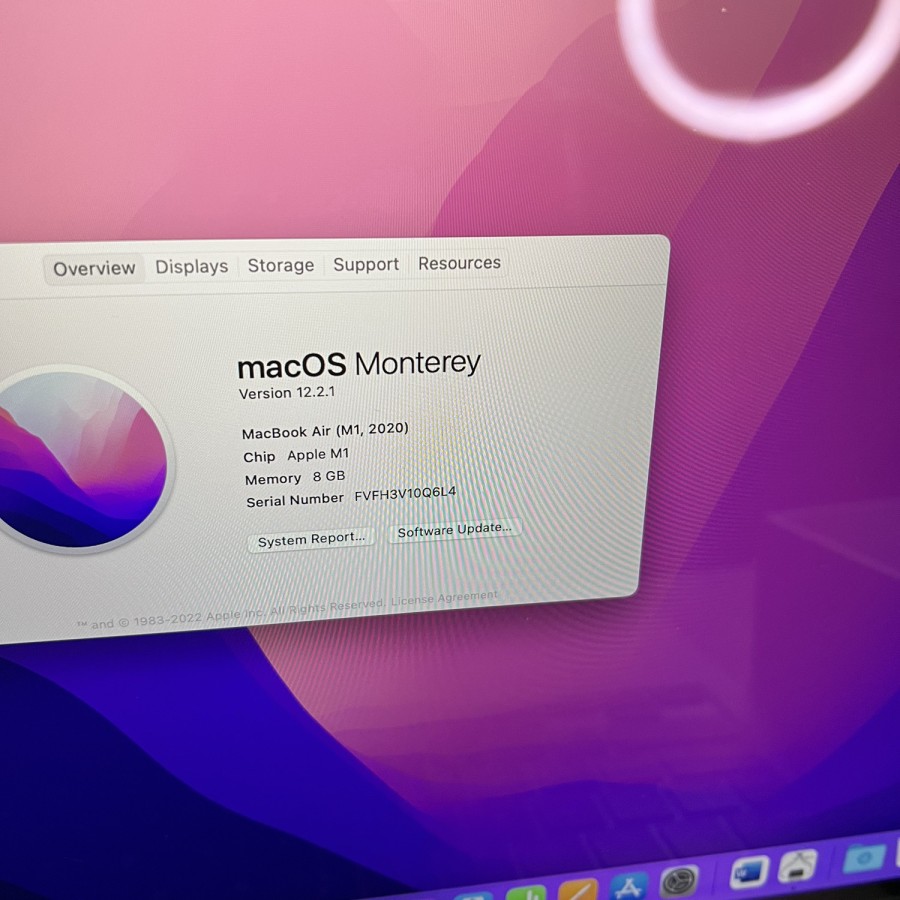 Overview Displays Storage Support Resources
macOS Monterey
Version 12.2.1
MacBook Air (M1, 2020)
Chip Apple M1
Memory 8 GB
Serial Number FVFH3V10Q6L4
System Report... Software Update...
™ and © 1983-2022 Apple Inc. All Rights Reserved. License Agreement